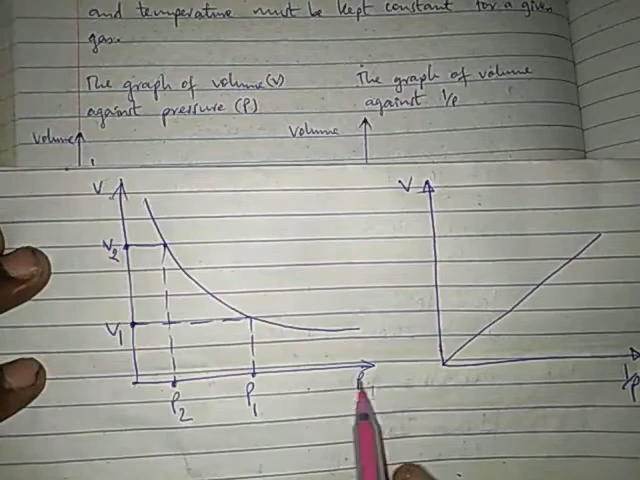 and temperature must be kept constant for a given
gas.
The graph of volume(v)
against pressure (P)
The graph of volume
against 1/p
Volume
Volume
V
V2
V1
P2
P1
V
1/p